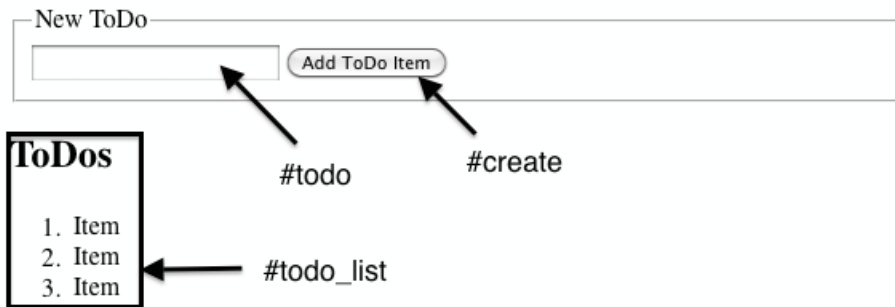 New ToDo
Add ToDo Item
#todo
#create
ToDos
1. Item
2. Item
3. Item
#todo_list